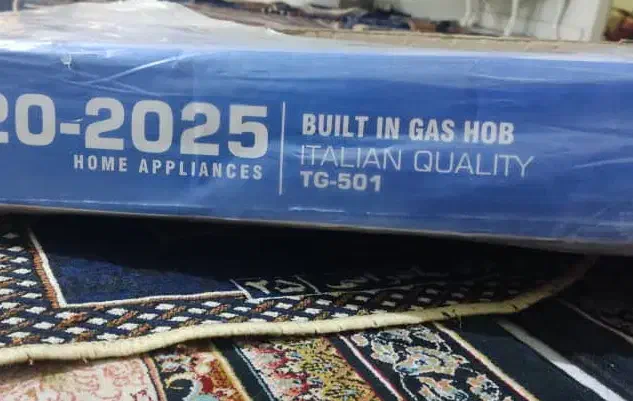 20-2025
HOME APPLIANCES
BUILT IN GAS HOB
ITALIAN QUALITY
TG-501